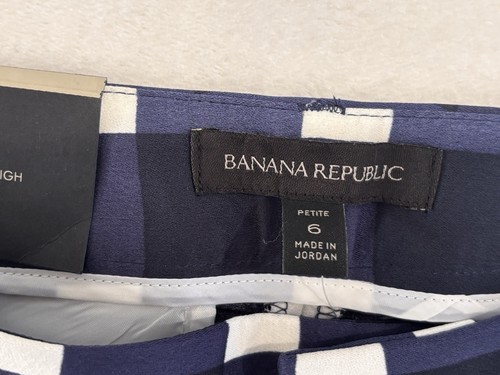 IGH
BANANA REPUBLIC
PETITE
6
MADE IN
JORDAN